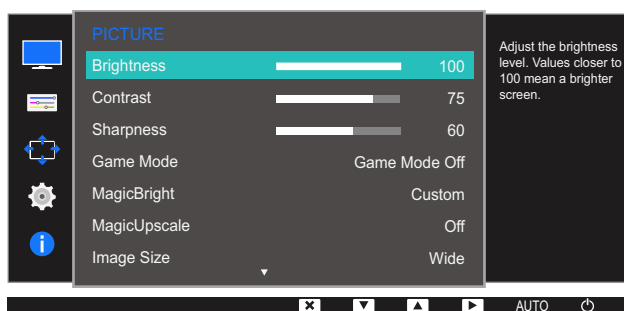 PICTURE
Brightness 100
Contrast 75
Sharpness 60
Game Mode Game Mode Off
MagicBright Custom
MagicUpscale Off
Image Size Wide
Adjust the brightness
level. Values closer to
100 mean a brighter
screen.
AUTO